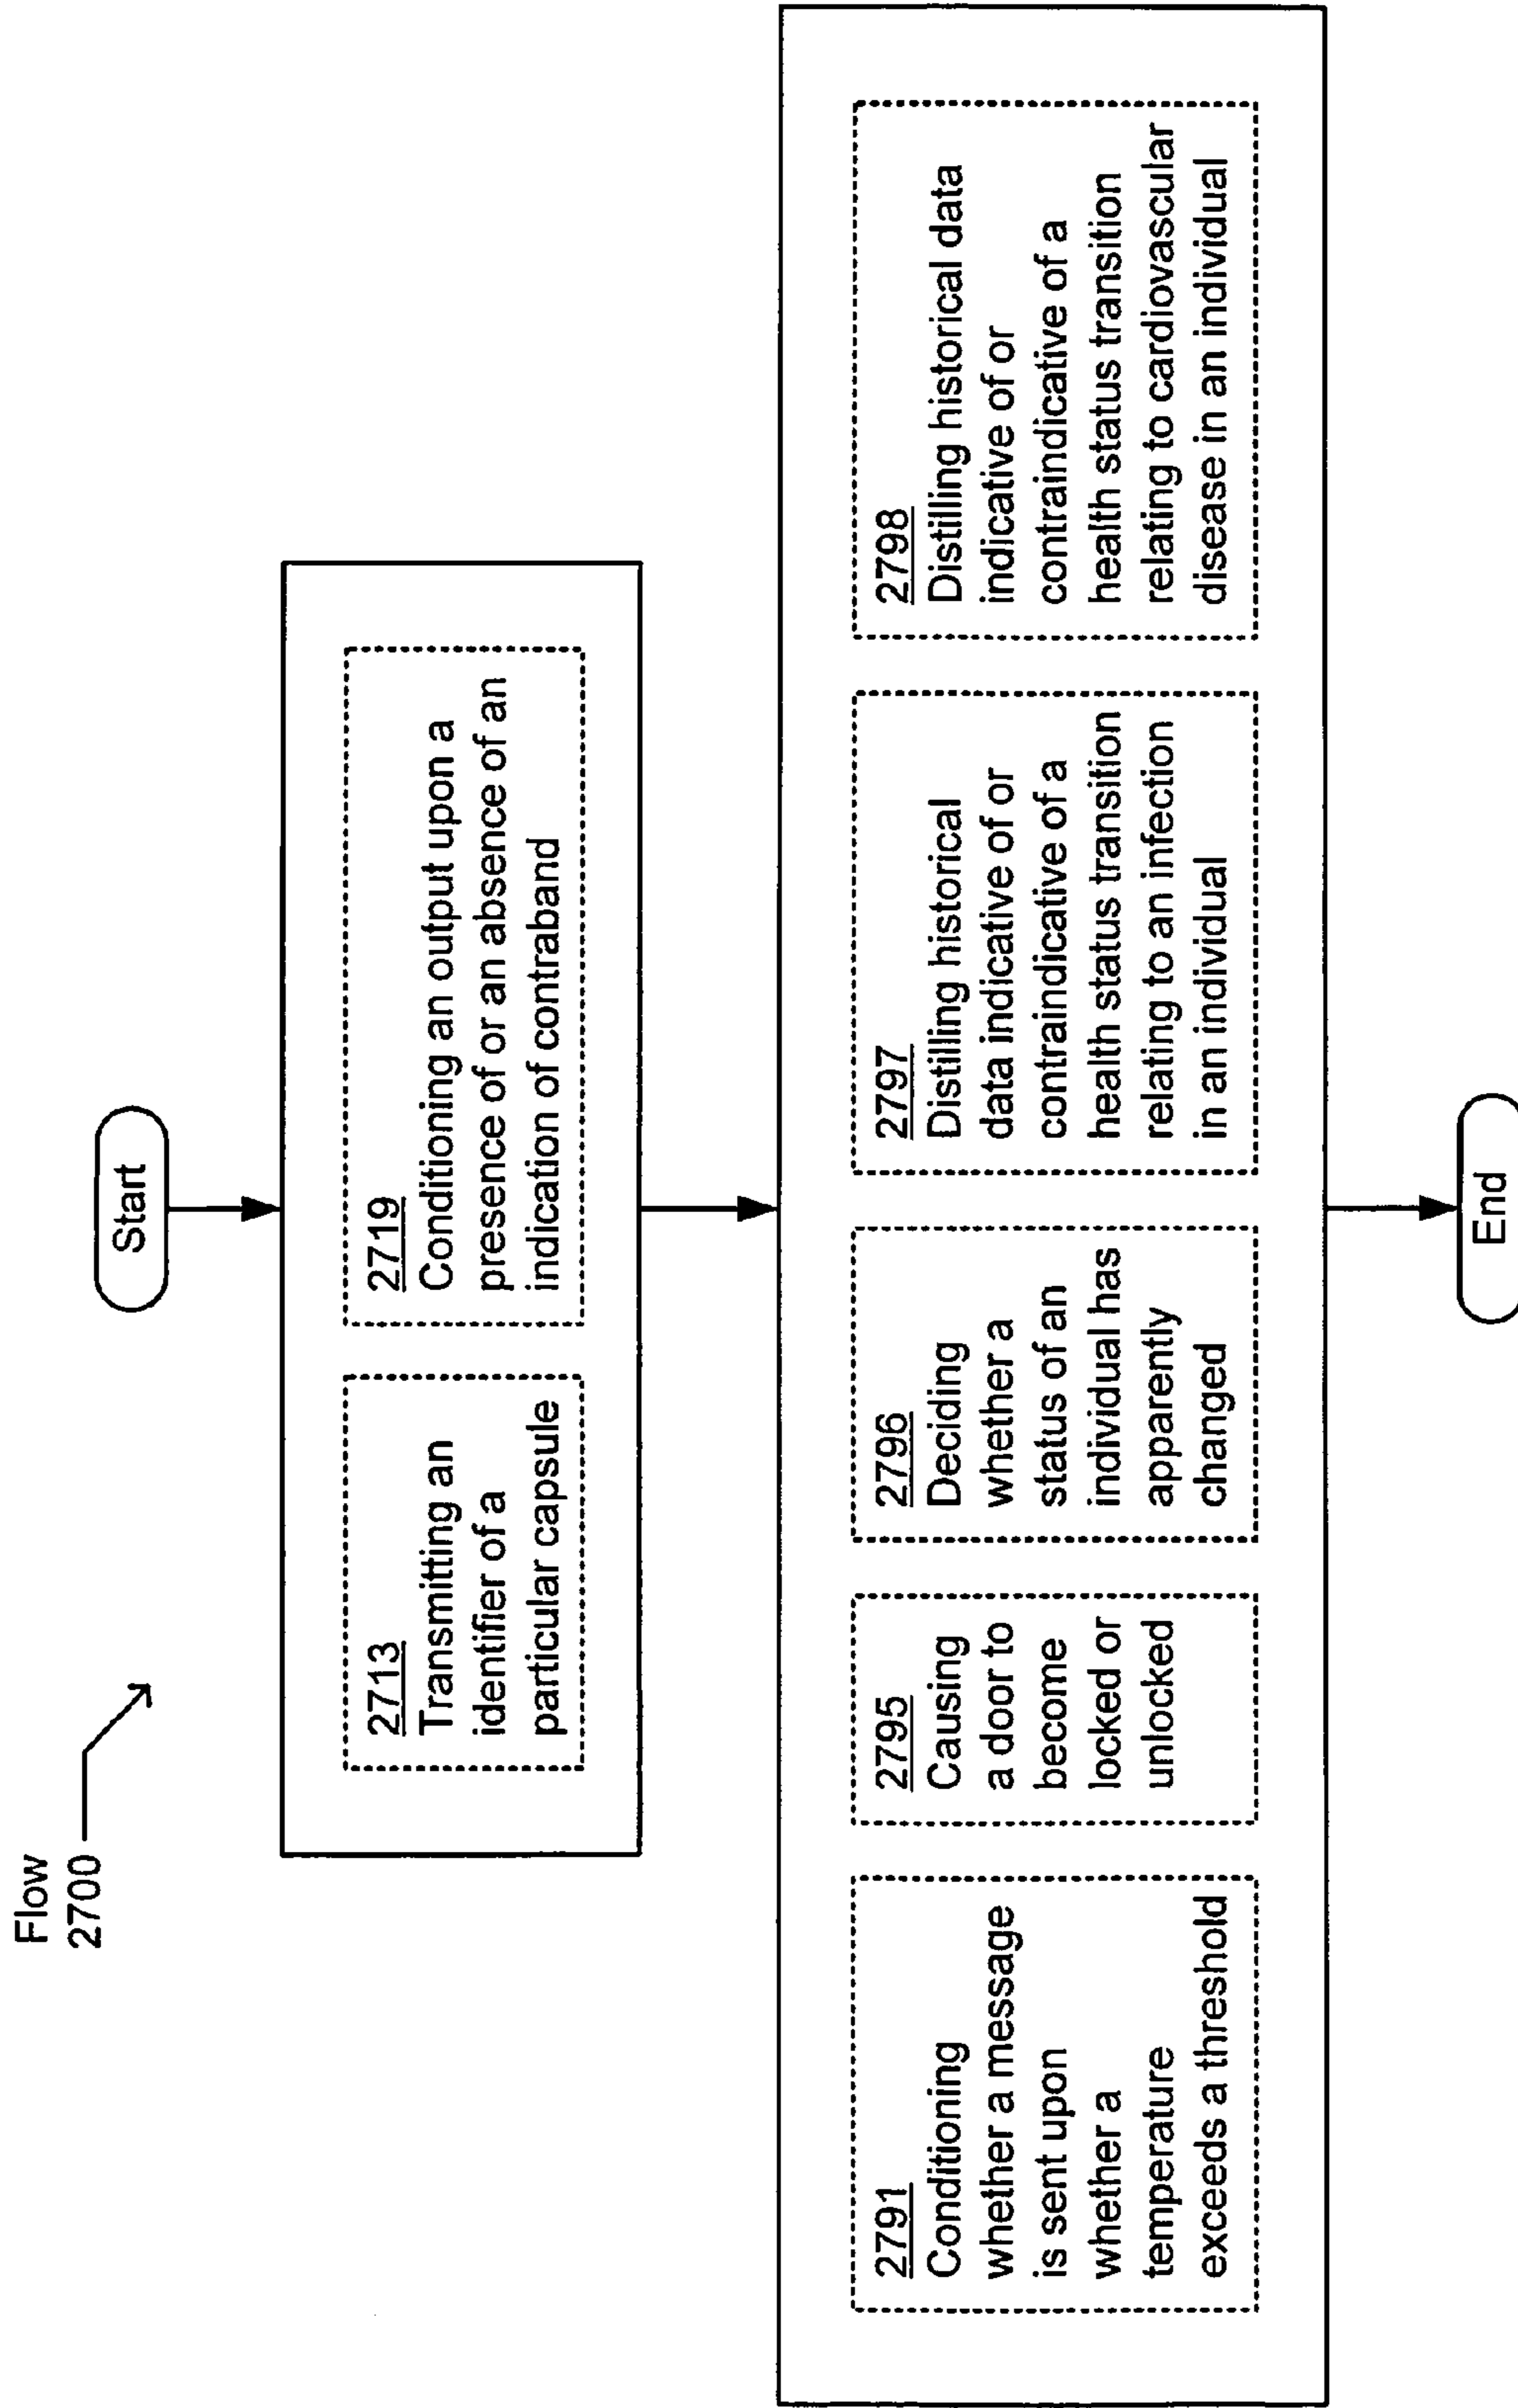 Flow
2700
Start
2713
Transmitting an
identifier of a
particular capsule
2719
Conditioning an output upon a
presence of or an absence of an
indication of contraband
2791
Conditioning
whether a message
is sent upon
whether a
temperature
exceeds a threshold
2795
Causing
a door to
become
locked or
unlocked
2796
Deciding
whether a
status of an
individual has
apparently
changed
2797
Distilling historical
data indicative of or
contraindicative of a
health status transition
relating to an infection
in an individual
2798
Distilling historical data
indicative of or
contraindicative of a
health status transition
relating to cardiovascular
disease in an individual
End